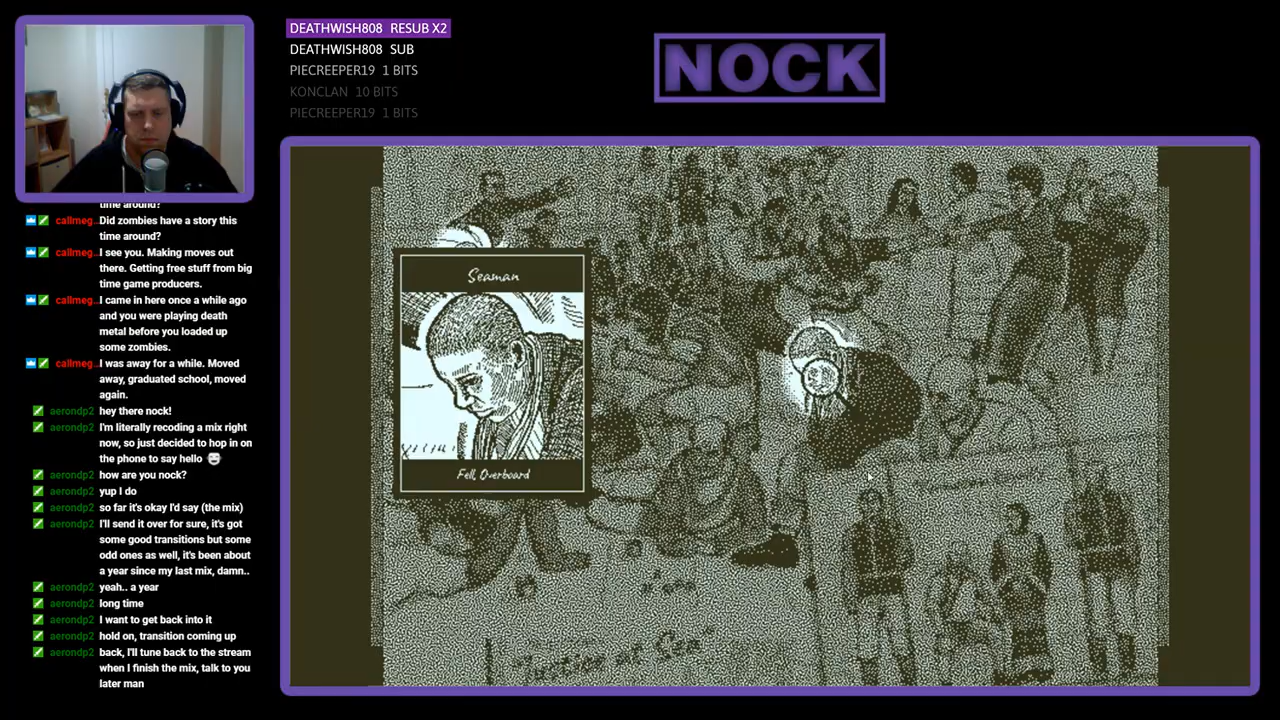 DEATHWISH808 RESUB X2
DEATHWISH808 SUB
PIECREEPER19 1 BITS
KONCLAN 10 BITS
PIECREEPER19 1 BITS
NOCK
time around?
callmeg.. Did zombies have a story this
time around?
callmeg.. I see you. Making moves out
there. Getting free stuff from big
time game producers.
callmeg.. I came in here once a while ago
and you were playing death
metal before you loaded up
some zombies.
callmeg.. I was away for a while. Moved
away, graduated school, moved
again.
aerondp2 hey there nock!
aerondp2 I'm literally recoding a mix right
now, so just decided to hop in on
the phone to say hello
aerondp2 how are you nock?
aerondp2 yup I do
aerondp2 so far it's okay I'd say (the mix)
aerondp2 I'll send it over for sure, it's got
some good transitions but some
odd ones as well, it's been about
a year since my last mix, damn..
aerondp2 yeah.. a year
aerondp2 long time
aerondp2 I want to get back into it
aerondp2 hold on, transition coming up
aerondp2 back, I'll tune back to the stream
when I finish the mix, talk to you
later man
Seaman
Fell Overboard